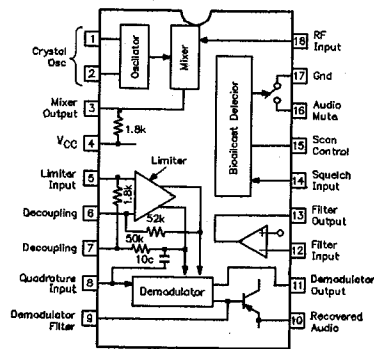 1
Crystal
Osc
2
Oscilator
Mixer
18
RF
Input
Mixer
Output
3
1.8k
VCC
4
17
Gnd
16
Audio
Mute
Bioailcast Detecior
15
Scan
Control
14
Squelch
Input
Limiter
Limiter
Input
5
1.8k
Decoupling
6
52k
50k
Decoupling
7
10c
13
Filter
Output
12
Filter
Input
Quadrature
Input
8
Demodulator
11
Demodulator
Output
Demodulator
Filter
9
10
Recovered
Audio